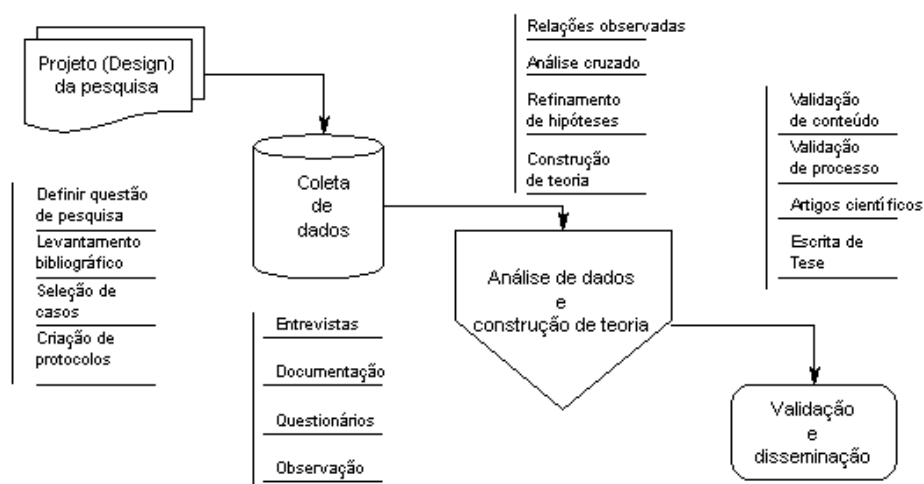 Projeto (Design)
da pesquisa
Definir questão
de pesquisa
Levantamento
bibliográfico
Seleção de
casos
Criação de
protocolos
Coleta
de
dados
Entrevistas
Documentação
Questionários
Observação
Relações observadas
Análise cruzado
Refinamento
de hipóteses
Construção
de teoria
Análise de dados
e
construção de teoria
Validação
de conteúdo
Validação
de processo
Artigos científicos
Escrita de
Tese
Validação
e
disseminação